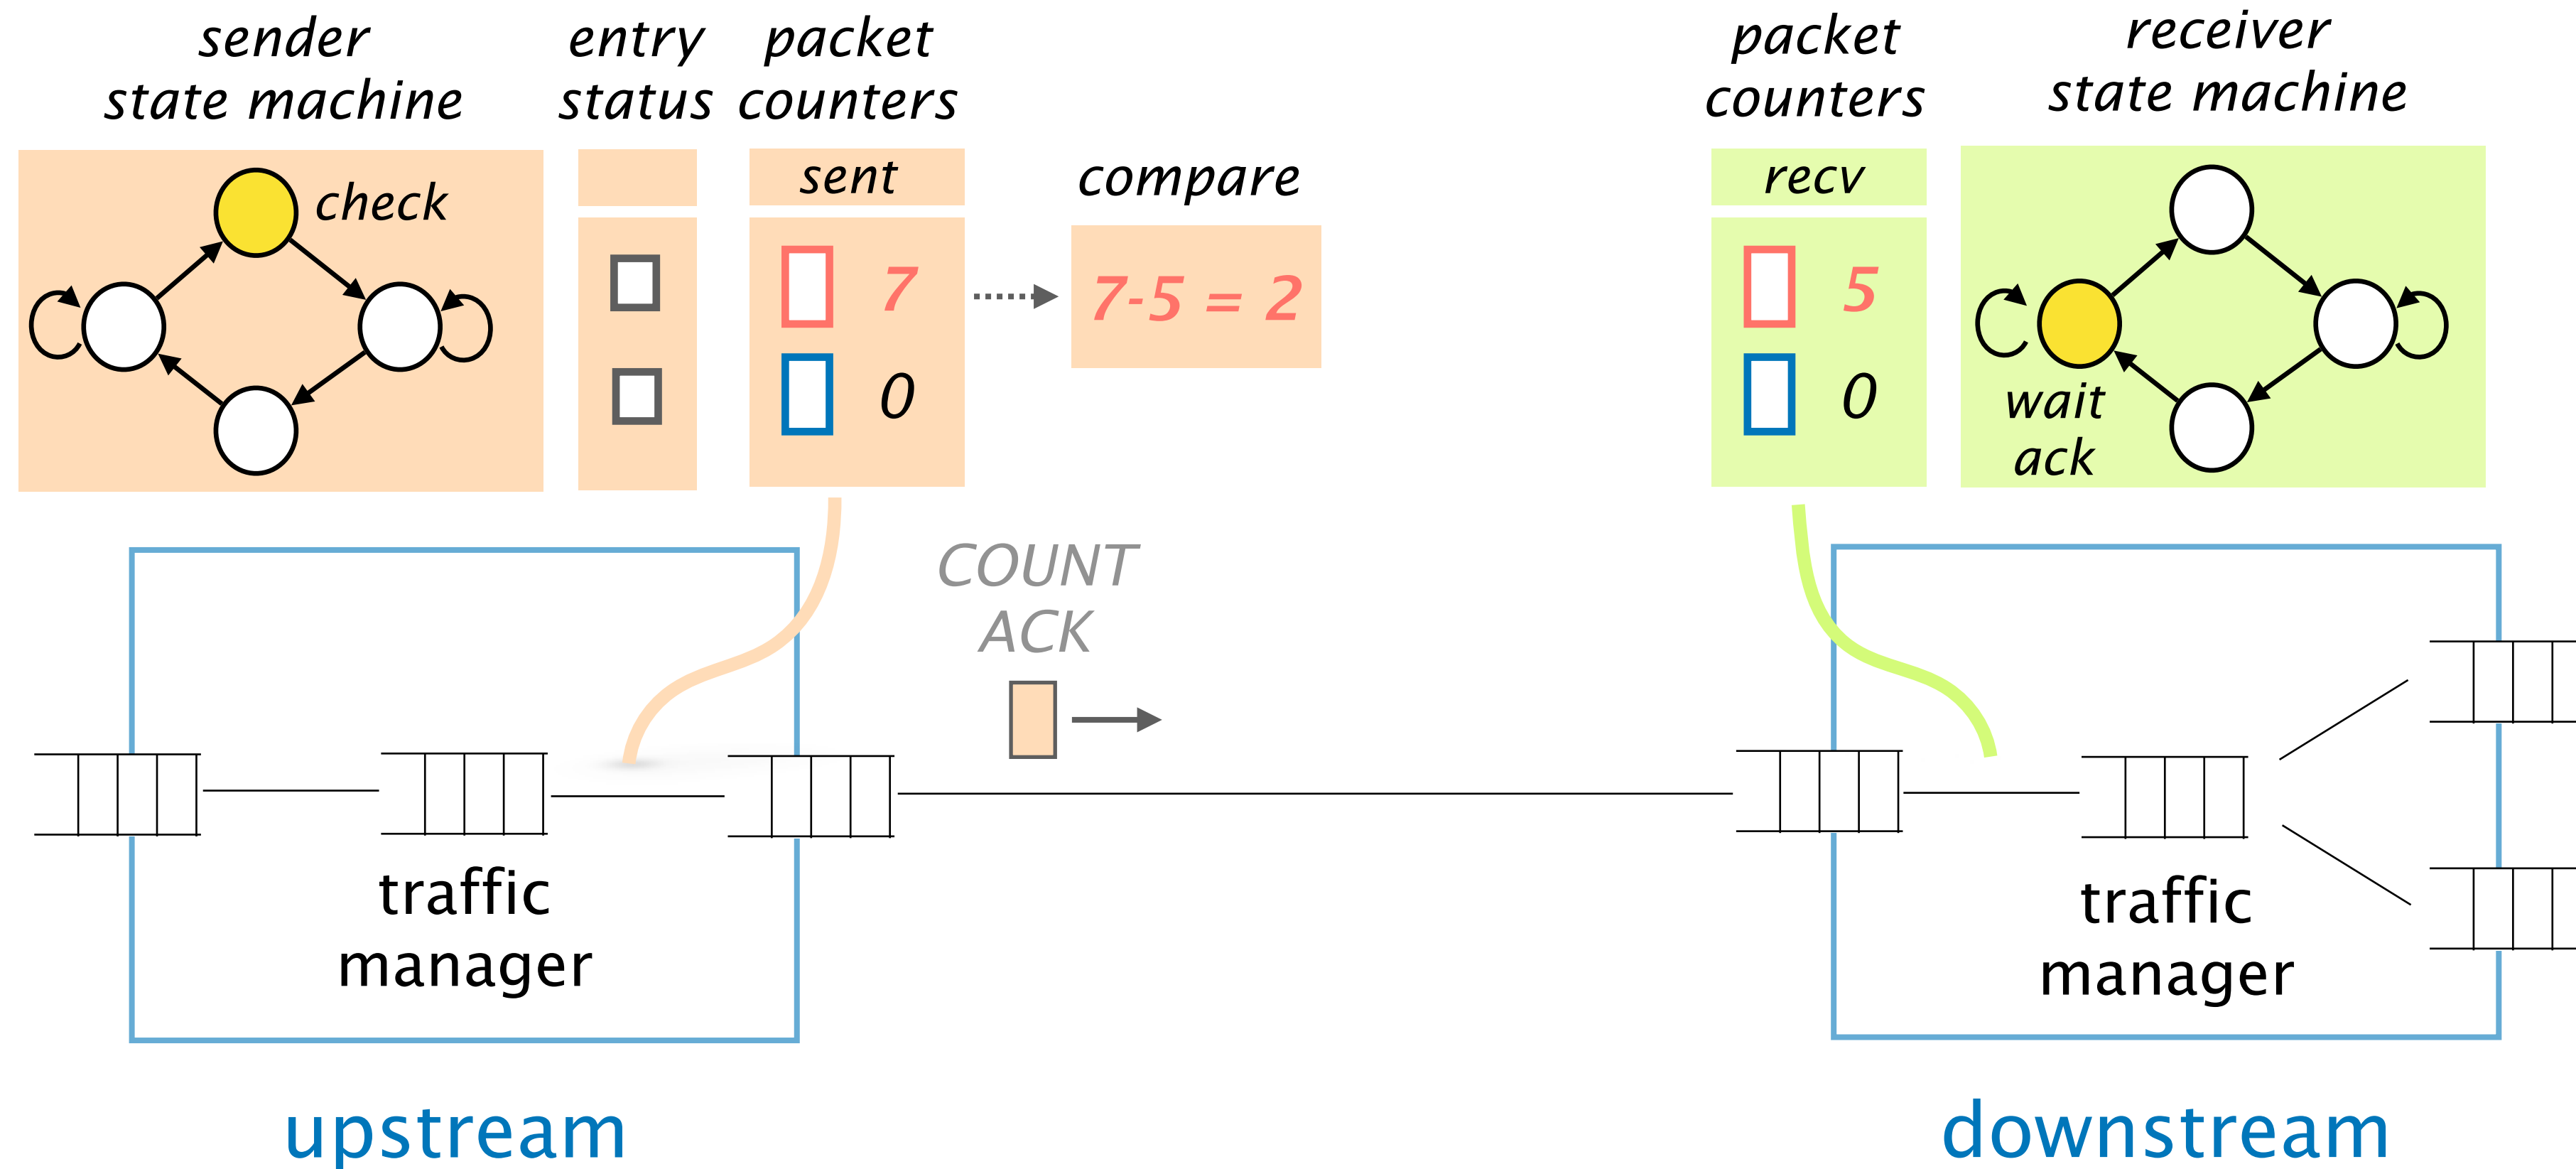 sender
state machine
entry
status
packet
counters
packet
counters
receiver
state machine
check
sent
7
0
compare
7-5 = 2
recv
5
0
wait
ack
COUNT
ACK
traffic
manager
traffic
manager
upstream
downstream